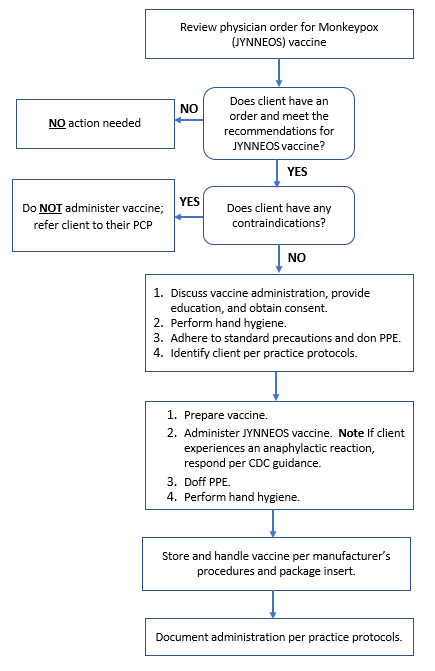 Review physician order for Monkeypox
(JYNNEOS) vaccine
Does client have an
order and meet the
recommendations for
JYNNEOS vaccine?
NO
NO action needed
YES
Does client have any
contraindications?
YES
Do NOT administer vaccine;
refer client to their PCP
NO
1. Discuss vaccine administration, provide
education, and obtain consent.
2. Perform hand hygiene.
3. Adhere to standard precautions and don PPE.
4. Identify client per practice protocols.
1. Prepare vaccine.
2. Administer JYNNEOS vaccine. Note If client
experiences an anaphylactic reaction,
respond per CDC guidance.
3. Doff PPE.
4. Perform hand hygiene.
Store and handle vaccine per manufacturer's
procedures and package insert.
Document administration per practice protocols.